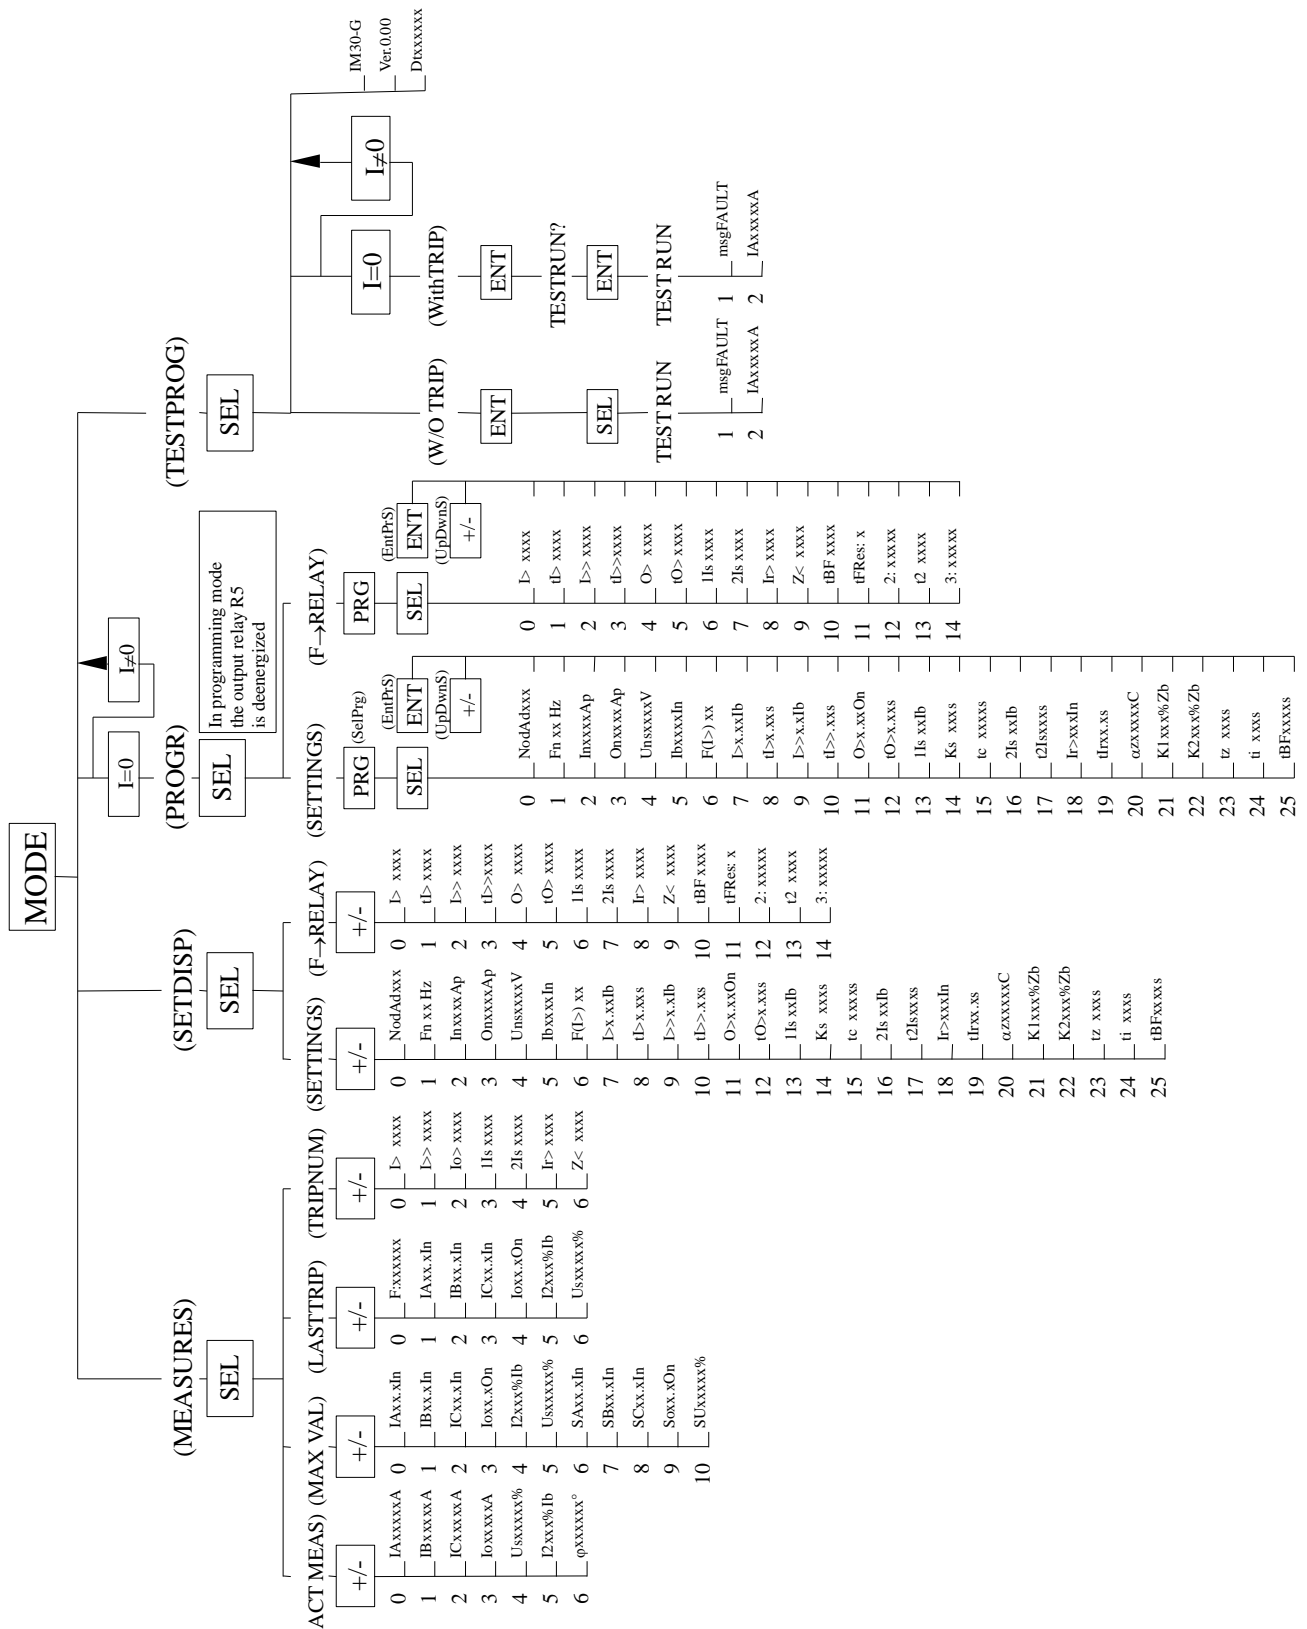 MODE
(MEASURES)
SEL
ACT MEAS)
+/-
0 IAxxxxxA
1 IBxxxxxA
2 ICxxxxxA
3 IoxxxxxA
4 Usxxxxx%
5 I2xxx%Ib
6 φxxxxxx°
(MAX VAL)
+/-
0 IAxx.xIn
1 IBxx.xIn
2 ICxx.xIn
3 Ioxx.xOn
4 I2xxx%Ib
5 Usxxxxx%
6 SAxx.xIn
7 SBxx.xIn
8 SCxx.xIn
9 Soxx.xOn
10 SUxxxxx%
(LASTTRIP)
+/-
0 F:xxxxxx
1 IAxx.xIn
2 IBxx.xIn
3 ICxx.xIn
4 Ioxx.xOn
5 I2xxx%Ib
6 Usxxxxx%
(TRIPNUM)
+/-
0 I> xxxx
1 I>> xxxx
2 Io> xxxx
3 1Is xxxx
4 2Is xxxx
5 Ir> xxxx
6 Z< xxxx
(SETDISP)
SEL
(SETTINGS)
+/-
0 NodAdxxx
1 Fn xx Hz
2 InxxxxAp
3 OnxxxxAp
4 UnsxxxxV
5 IbxxxxIn
6 F(I>) xx
7 I>x.xxIb
8 tI>x.xxs
9 I>>x.xIb
10 tI>>.xxs
11 O>x.xxOn
12 tO>x.xxs
13 1Is xxIb
14 Ks xxxs
15 tc xxxxs
16 2Is xxIb
17 t2Isxxxs
18 Ir>xxxIn
19 tIrxx.xs
20 αzxxxxxC
21 K1xxx%Zb
22 K2xxx%Zb
23 tz xxxs
24 ti xxxs
25 tBFxxxxs
(F→RELAY)
+/-
0 I> xxxx
1 tI> xxxx
2 I>> xxxx
3 tI>>xxxx
4 O> xxxx
5 tO> xxxx
6 1Is xxxx
7 2Is xxxx
8 Ir> xxxx
9 Z< xxxx
10 tBF xxxx
11 tFRes: x
12 2: xxxxx
13 t2 xxxx
14 3: xxxxx
I=0
I≠0
(PROGR)
SEL
In programming mode
the output relay R5
is deenergized
(SETTINGS)
PRG (SelPrg)
SEL
(EntPrS)
ENT
(UpDwnS)
+/-
0 NodAdxxx
1 Fn xx Hz
2 InxxxxAp
3 OnxxxxAp
4 UnsxxxxV
5 IbxxxxIn
6 F(I>) xx
7 I>x.xxIb
8 tI>x.xxs
9 I>>x.xIb
10 tI>>.xxs
11 O>x.xxOn
12 tO>x.xxs
13 1Is xxIb
14 Ks xxxs
15 tc xxxxs
16 2Is xxIb
17 t2Isxxxs
18 Ir>xxxIn
19 tIrxx.xs
20 αzxxxxxC
21 K1xxx%Zb
22 K2xxx%Zb
23 tz xxxs
24 ti xxxs
25 tBFxxxxs
(F→RELAY)
PRG
SEL
(EntPrS)
ENT
(UpDwnS)
+/-
0 I> xxxx
1 tI> xxxx
2 I>> xxxx
3 tI>>xxxx
4 O> xxxx
5 tO> xxxx
6 1Is xxxx
7 2Is xxxx
8 Ir> xxxx
9 Z< xxxx
10 tBF xxxx
11 tFRes: x
12 2: xxxxx
13 t2 xxxx
14 3: xxxxx
(TESTPROG)
SEL
(W/O TRIP)
ENT
SEL
TEST RUN
1 msgFAULT
2 IAxxxxxA
I=0
I≠0
(WithTRIP)
ENT
TESTRUN?
ENT
TEST RUN
1 msgFAULT
2 IAxxxxxA
IM30-G
Ver.0.00
Dtxxxxxx